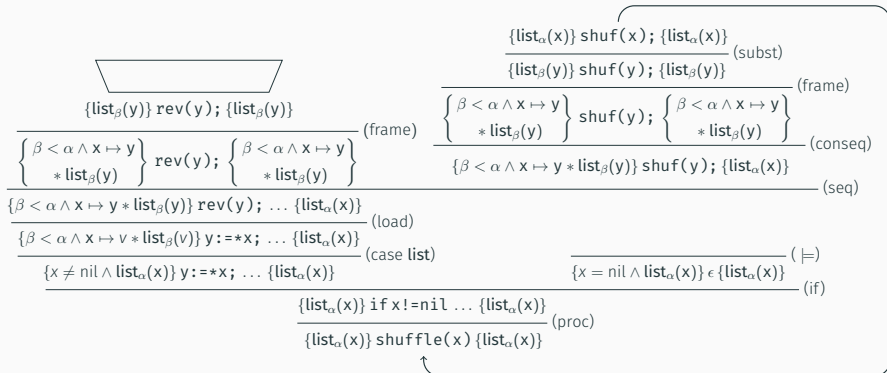 {list_α(x)} shuf(x); {list_α(x)}
(subst)
{list_β(y)} shuf(y); {list_β(y)}
(frame)
{β < α ∧ x ↦ y * list_β(y)} shuf(y); {β < α ∧ x ↦ y * list_β(y)}
(conseq)
{β < α ∧ x ↦ y * list_β(y)} shuf(y); {list_α(x)}
{list_β(y)} rev(y); {list_β(y)}
(frame)
{β < α ∧ x ↦ y * list_β(y)} rev(y); {β < α ∧ x ↦ y * list_β(y)}
(seq)
{β < α ∧ x ↦ y * list_β(y)} rev(y); … {list_α(x)}
(load)
{β < α ∧ x ↦ v * list_β(v)} y:=*x; … {list_α(x)}
(case list)
{x ≠ nil ∧ list_α(x)} y:=*x; … {list_α(x)}
(⊨)
{x = nil ∧ list_α(x)} ϵ {list_α(x)}
(if)
{list_α(x)} if x!=nil … {list_α(x)}
(proc)
{list_α(x)} shuffle(x) {list_α(x)}